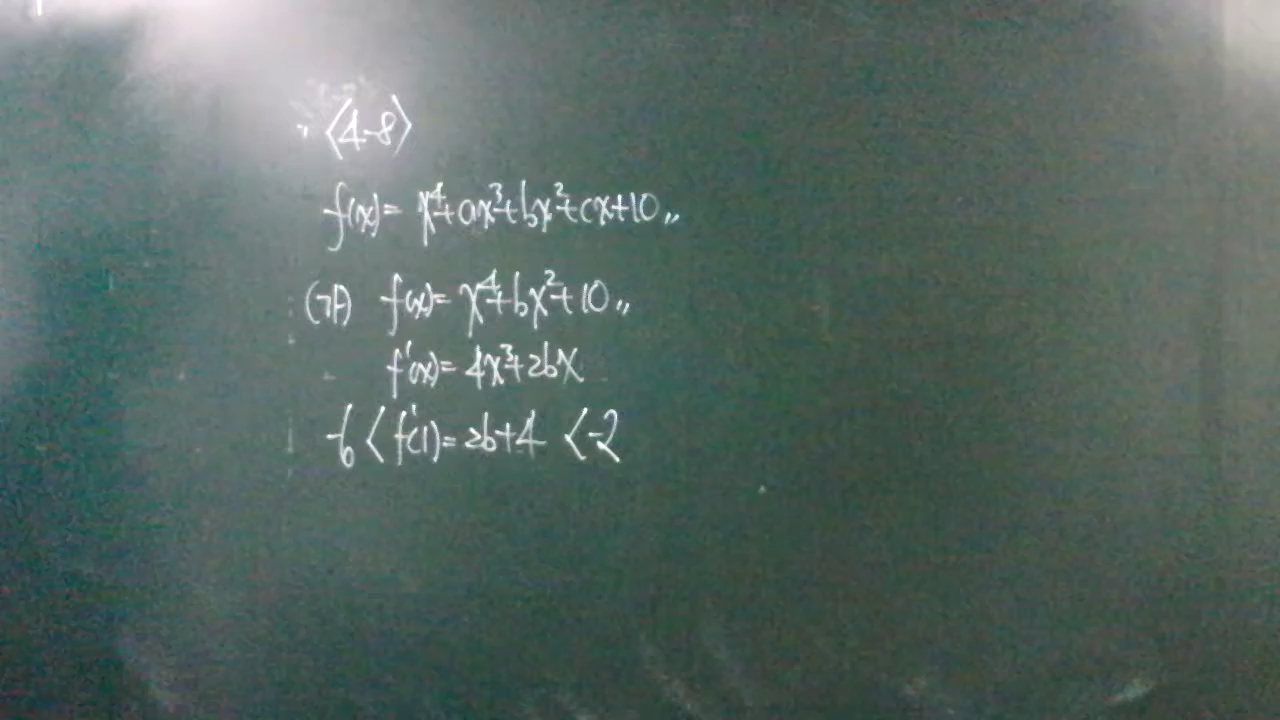 〈4-8〉
f(x)= x⁴+ax³+bx²+cx+10〃
(가) f(x)= x⁴+bx²+10〃
f'(x)= 4x³+2bx
-6 < f'(1)= 2b+4 < -2